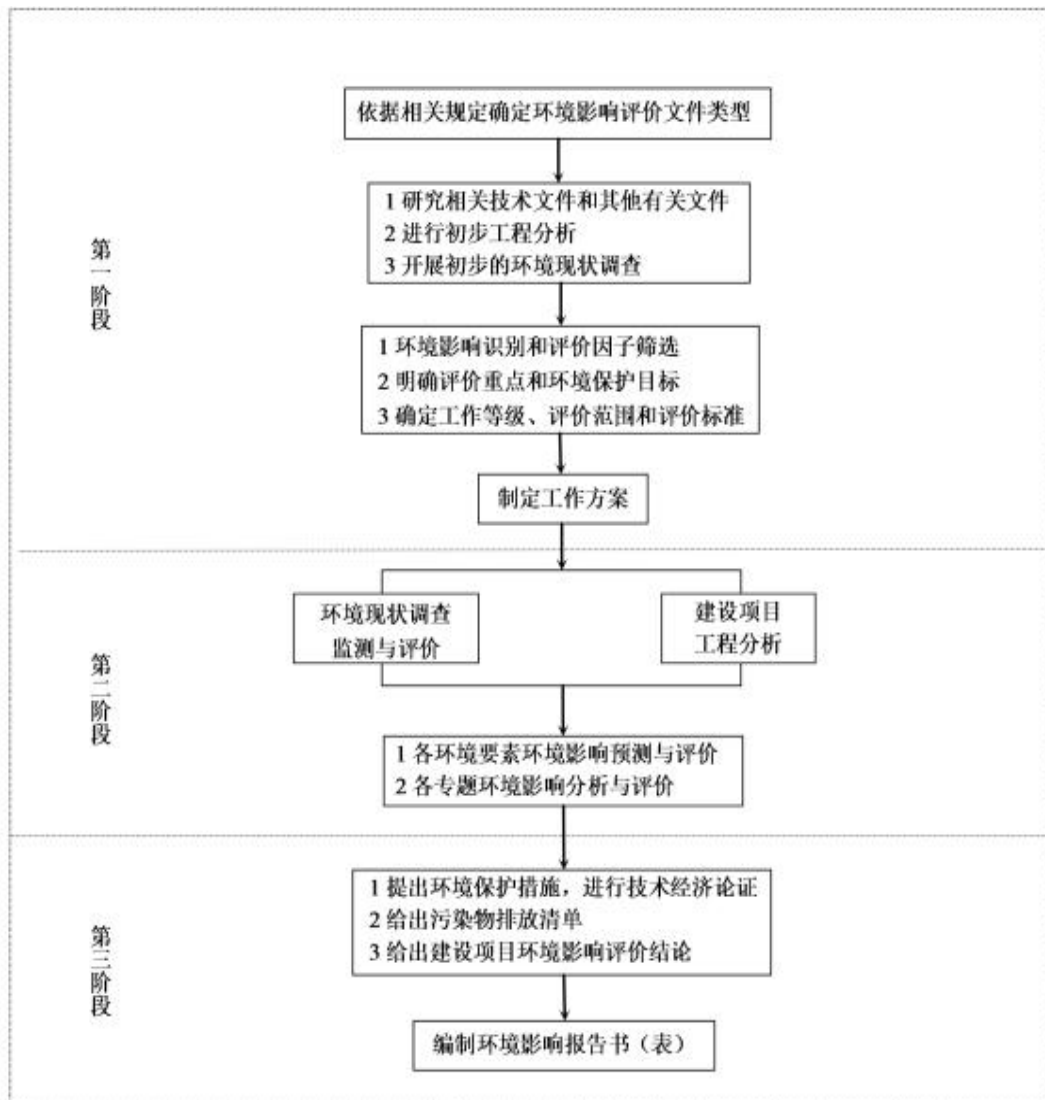 依据相关规定确定环境影响评价文件类型
1 研究相关技术文件和其他有关文件
2 进行初步工程分析
3 开展初步的环境现状调查
第一阶段
1 环境影响识别和评价因子筛选
2 明确评价重点和环境保护目标
3 确定工作等级、评价范围和评价标准
制定工作方案
环境现状调查
监测与评价
建设项目
工程分析
第二阶段
1 各环境要素环境影响预测与评价
2 各专题环境影响分析与评价
1 提出环境保护措施，进行技术经济论证
2 给出污染物排放清单
3 给出建设项目环境影响评价结论
第三阶段
编制环境影响报告书（表）